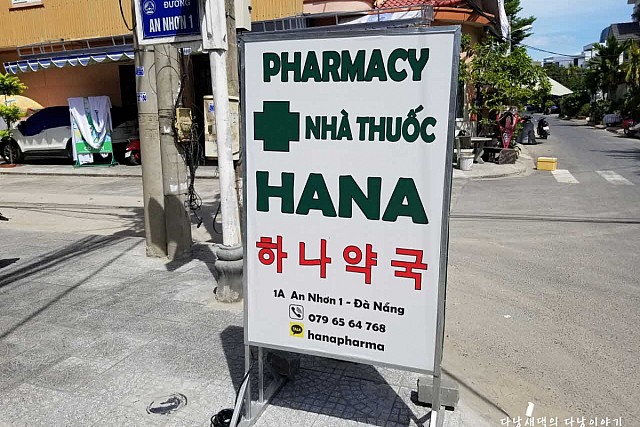 ĐƯỜNG
AN NHƠN 1
PHARMACY
NHÀ THUỐC
HANA
하나약국
1A An Nhơn 1 - Đà Nẵng
079 65 64 768
TALK
hanapharma
다낭새댁의 다낭이야기